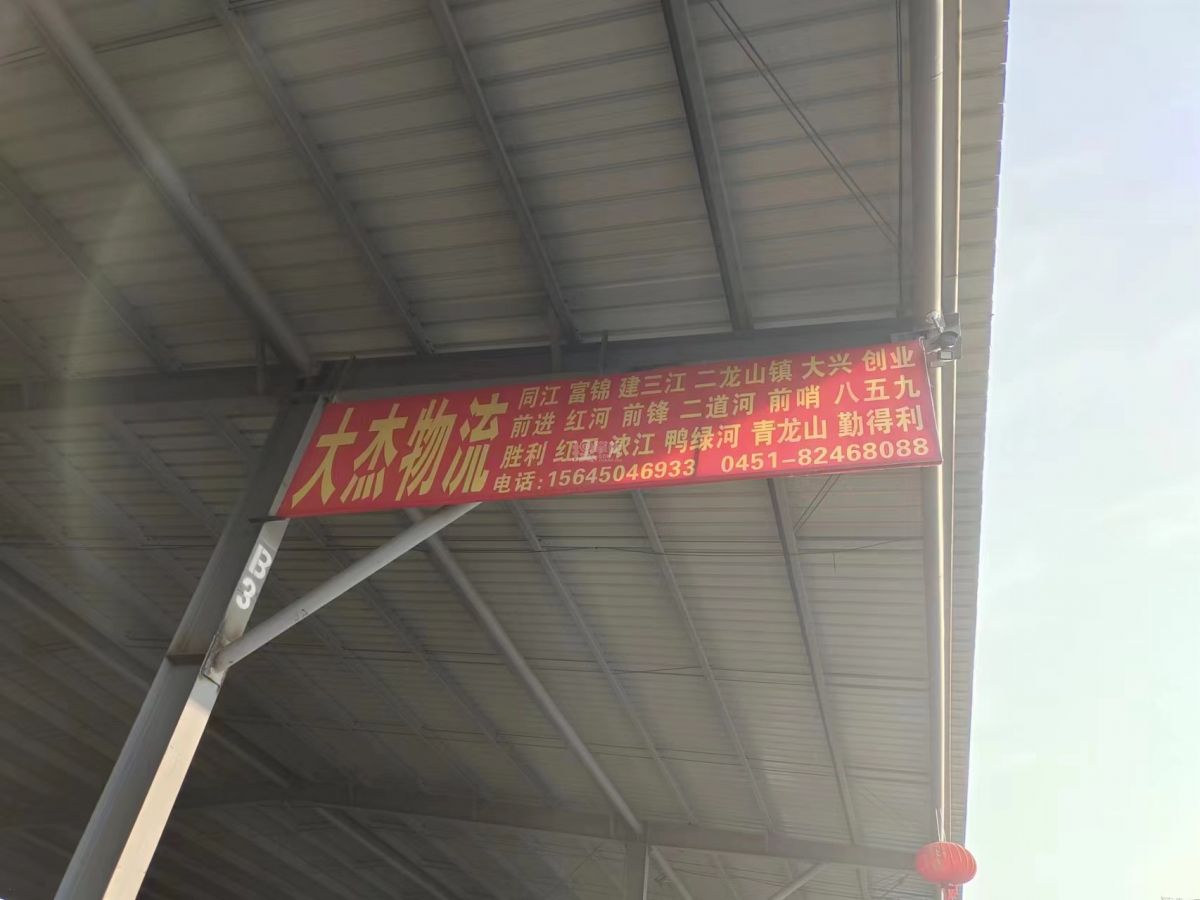 大杰物流
同江 富锦 建三江 二龙山镇 大兴 创业
前进 红河 前锋 二道河 前哨 八五九
胜利 红卫 浓江 鸭绿河 青龙山 勤得利
电话:15645046933 0451-82468088
B3